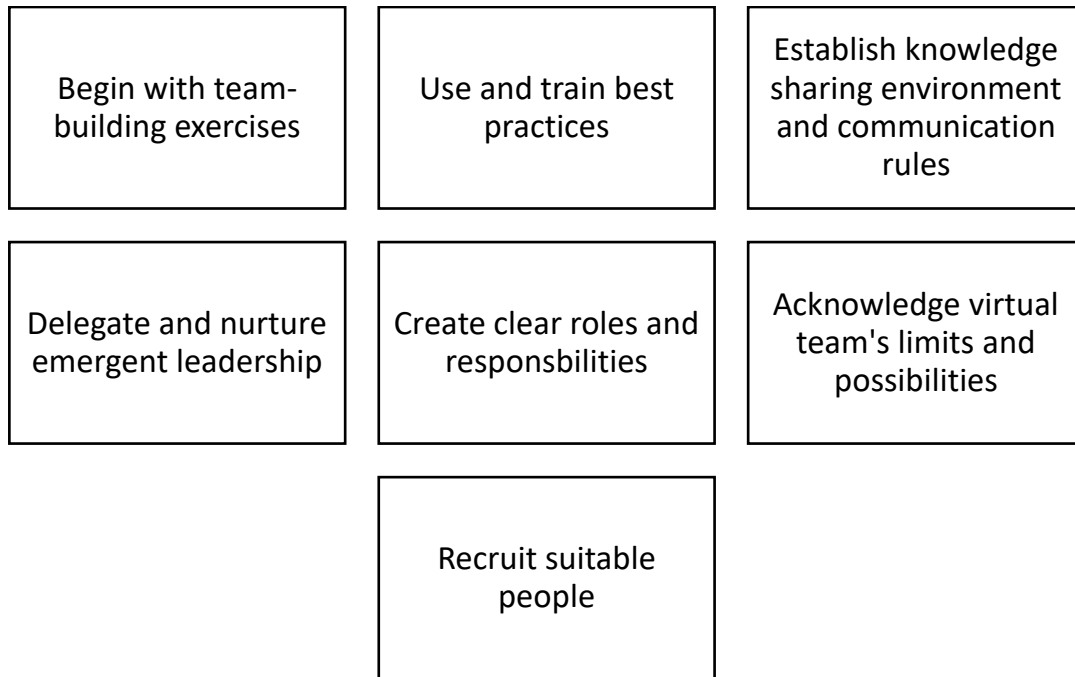 Begin with team-
building exercises
Use and train best
practices
Establish knowledge
sharing environment
and communication
rules
Delegate and nurture
emergent leadership
Create clear roles and
responsbilities
Acknowledge virtual
team's limits and
possibilities
Recruit suitable
people